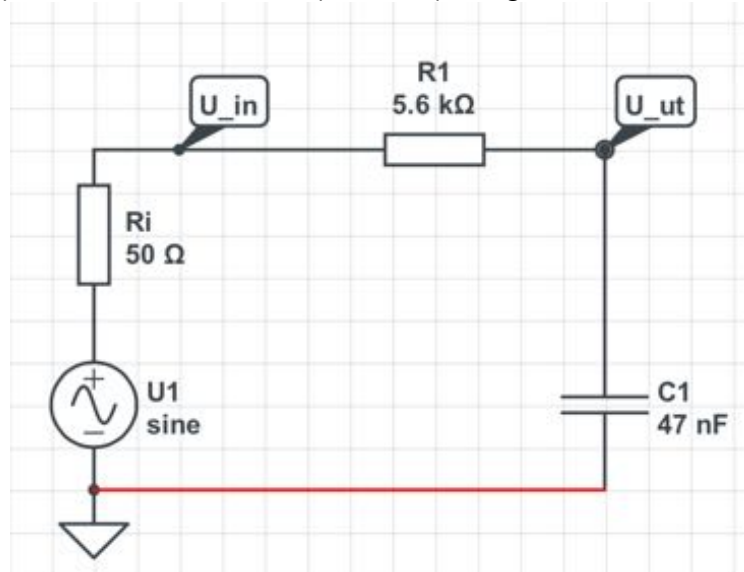 R1
5.6 kΩ
U_in
U_ut
Ri
50 Ω
U1
sine
C1
47 nF